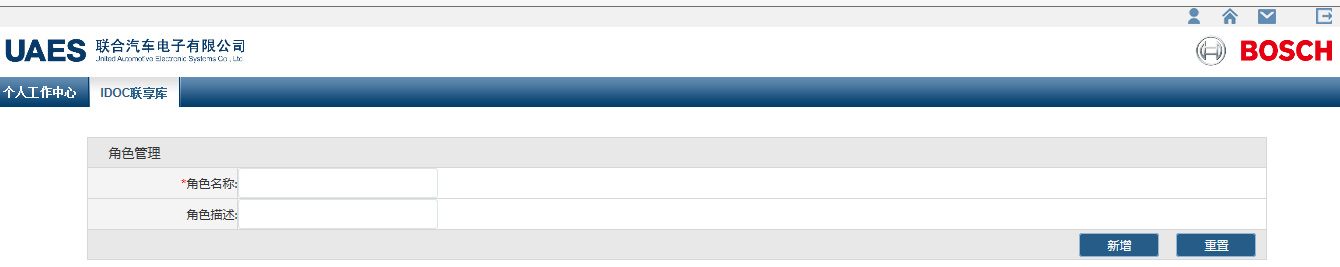 UAES 联合汽车电子有限公司
United Automotive Electronic Systems Co., Ltd.
BOSCH
个人工作中心 IDOC联享库
角色管理
*角色名称:
角色描述:
新增 重置